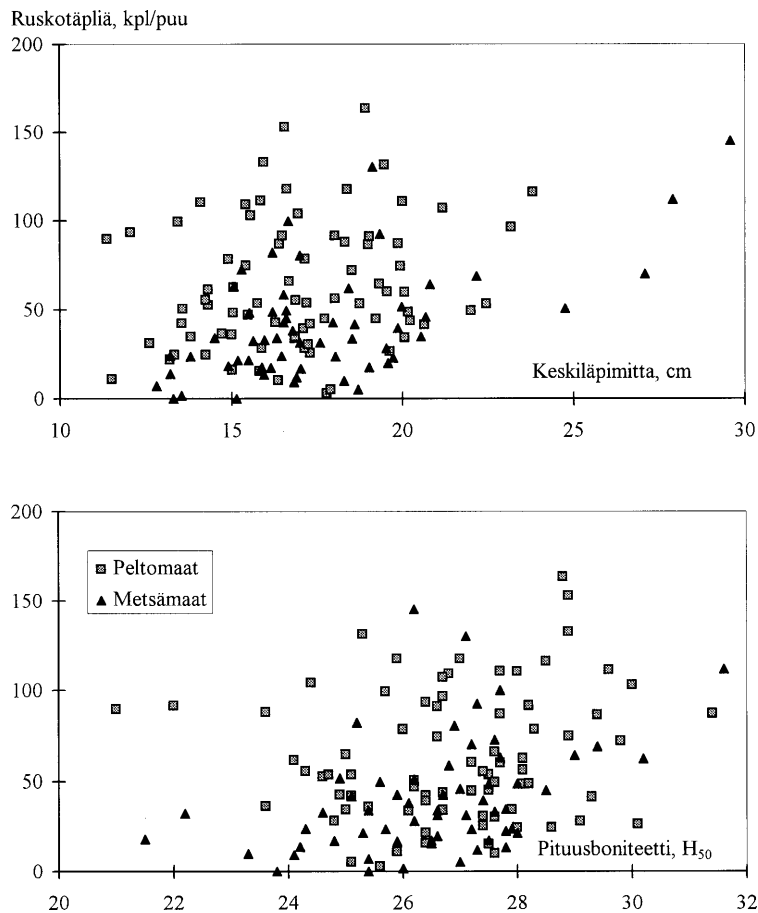 Ruskotäpliä, kpl/puu
200
150
100
50
0
Keskiläpimitta, cm
10 15 20 25 30
200
Peltomaat
150
Metsämaat
100
50
Pituusboniteetti, H₅₀
0
20 22 24 26 28 30 32